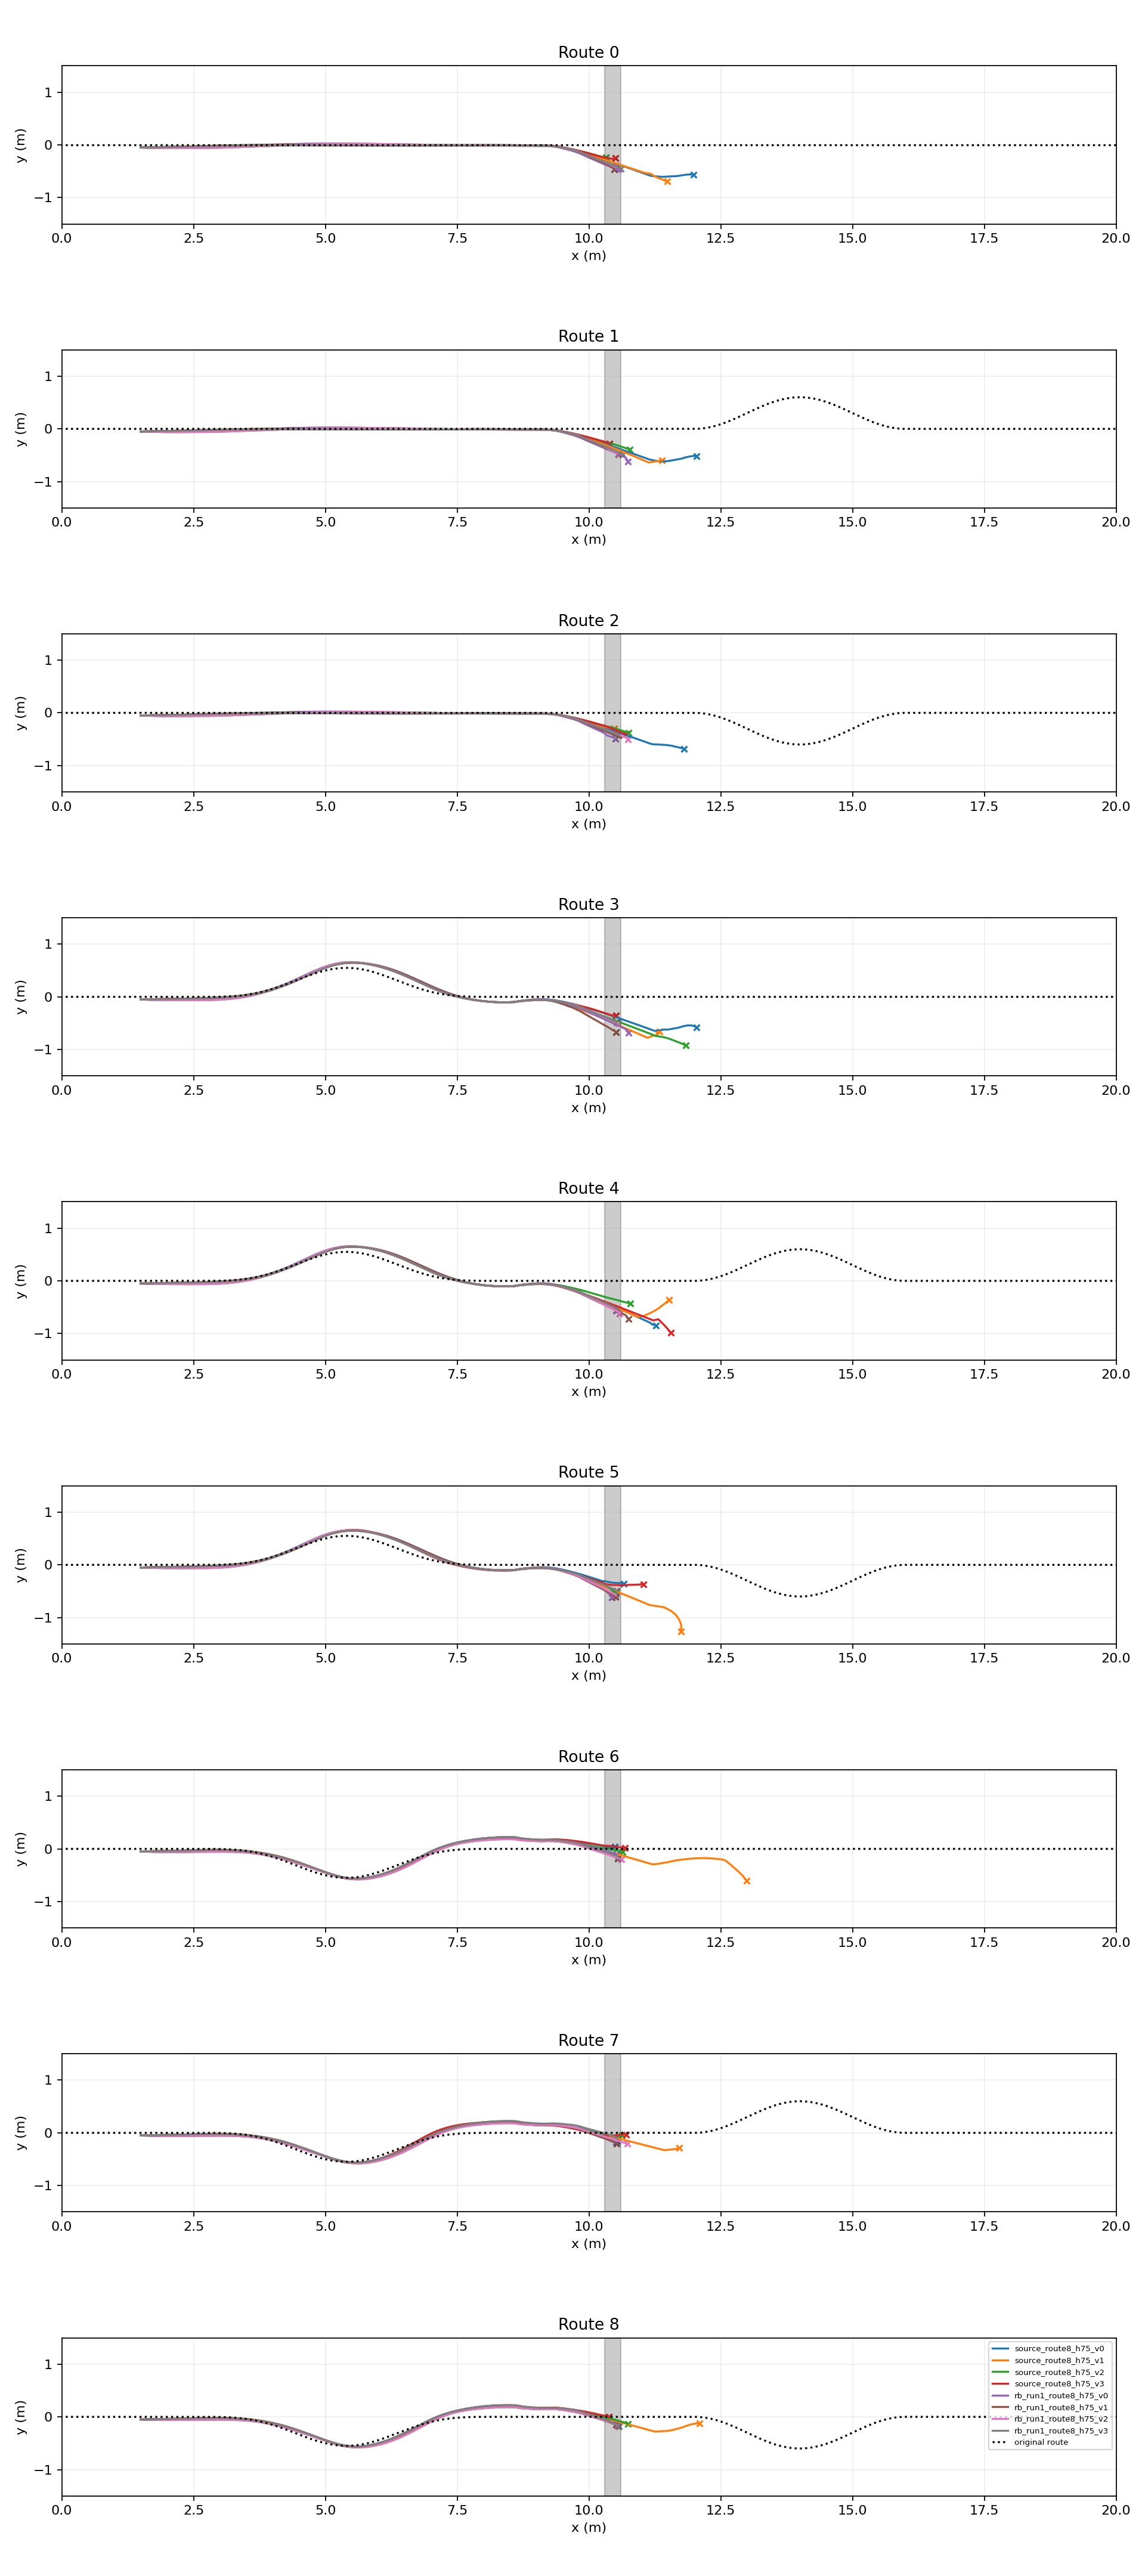 Route 0
1
0
−1
y (m)
0.0 2.5 5.0 7.5 10.0 12.5 15.0 17.5 20.0
x (m)
Route 1
1
0
−1
y (m)
0.0 2.5 5.0 7.5 10.0 12.5 15.0 17.5 20.0
x (m)
Route 2
1
0
−1
y (m)
0.0 2.5 5.0 7.5 10.0 12.5 15.0 17.5 20.0
x (m)
Route 3
1
0
−1
y (m)
0.0 2.5 5.0 7.5 10.0 12.5 15.0 17.5 20.0
x (m)
Route 4
1
0
−1
y (m)
0.0 2.5 5.0 7.5 10.0 12.5 15.0 17.5 20.0
x (m)
Route 5
1
0
−1
y (m)
0.0 2.5 5.0 7.5 10.0 12.5 15.0 17.5 20.0
x (m)
Route 6
1
0
−1
y (m)
0.0 2.5 5.0 7.5 10.0 12.5 15.0 17.5 20.0
x (m)
Route 7
1
0
−1
y (m)
0.0 2.5 5.0 7.5 10.0 12.5 15.0 17.5 20.0
x (m)
Route 8
1
0
−1
y (m)
source_route8_h75_v0
source_route8_h75_v1
source_route8_h75_v2
source_route8_h75_v3
rb_run1_route8_h75_v0
rb_run1_route8_h75_v1
rb_run1_route8_h75_v2
rb_run1_route8_h75_v3
original route
0.0 2.5 5.0 7.5 10.0 12.5 15.0 17.5 20.0
x (m)